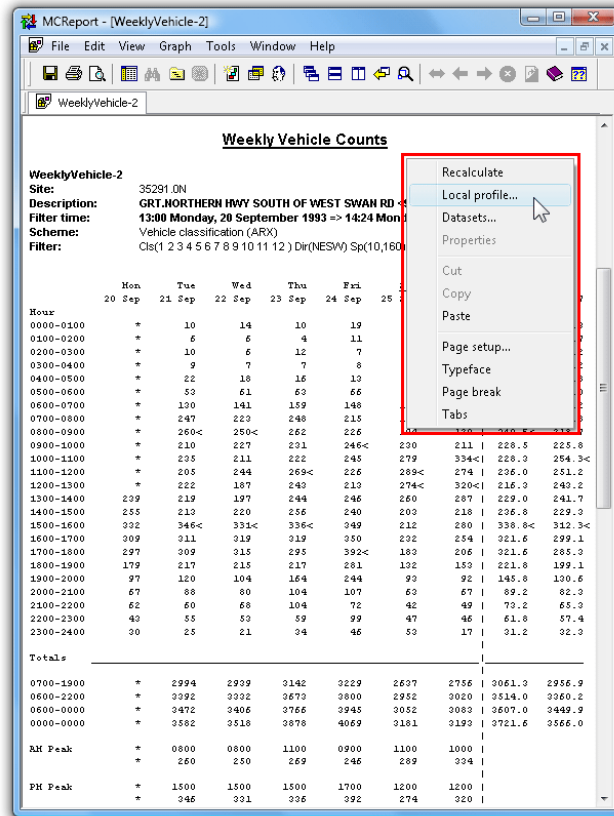 MCReport - [WeeklyVehicle-2]
File Edit View Graph Tools Window Help
WeeklyVehicle-2
Weekly Vehicle Counts
WeeklyVehicle-2
Site: 35291.0N
Description: GRT.NORTHERN HWY SOUTH OF WEST SWAN RD
Filter time: 13:00 Monday, 20 September 1993 => 14:24
Scheme: Vehicle classification (ARX)
Filter: Cls(1 2 3 4 5 6 7 8 9 10 11 12 ) Dir(NESW) Sp(10,160)
Recalculate
Local profile...
Datasets...
Properties
Cut
Copy
Paste
Page setup...
Typeface
Page break
Tabs
Mon Tue Wed Thu Fri
20 Sep 21 Sep 22 Sep 23 Sep 24 Sep 25
Hour
0000-0100 * 10 14 10 19
0100-0200 * 6 6 4 11
0200-0300 * 10 6 12 7
0300-0400 * 9 7 7 8
0400-0500 * 22 18 16 13
0500-0600 * 53 61 63 66
0600-0700 * 130 141 159 148
0700-0800 * 247 223 248 215
0800-0900 * 260< 250< 262 226
0900-1000 * 210 227 231 246< 230 211 | 228.5 225.8
1000-1100 * 235 211 222 245 279 334<| 228.3 254.3<
1100-1200 * 205 244 269< 226 289< 274 | 236.0 251.2
1200-1300 * 222 187 243 213 274< 320<| 216.3 243.2
1300-1400 239 219 197 244 246 260 287 | 229.0 241.7
1400-1500 255 213 220 256 240 203 218 | 236.8 229.3
1500-1600 332 346< 331< 336< 349 212 280 | 338.8< 312.3<
1600-1700 309 311 319 319 350 232 254 | 321.6 299.1
1700-1800 297 309 315 295 392< 183 206 | 321.6 285.3
1800-1900 179 217 215 217 281 132 153 | 221.8 199.1
1900-2000 97 120 104 164 244 93 92 | 145.8 130.6
2000-2100 67 88 80 104 107 63 67 | 89.2 82.3
2100-2200 62 60 68 104 72 42 49 | 73.2 65.3
2200-2300 43 55 53 59 99 47 46 | 61.8 57.4
2300-2400 30 25 21 34 46 53 17 | 31.2 32.3
Totals
0700-1900 * 2994 2939 3142 3229 2637 2756 | 3061.3 2956.9
0600-2200 * 3392 3332 3673 3800 2952 3020 | 3514.0 3360.2
0600-0000 * 3472 3406 3766 3945 3052 3083 | 3607.0 3449.9
0000-0000 * 3582 3518 3878 4069 3181 3193 | 3721.6 3566.0
AM Peak * 0800 0800 1100 0900 1100 1000 |
* 260 250 269 246 289 334 |
PM Peak * 1500 1500 1500 1700 1200 1200 |
* 346 331 336 392 274 320 |